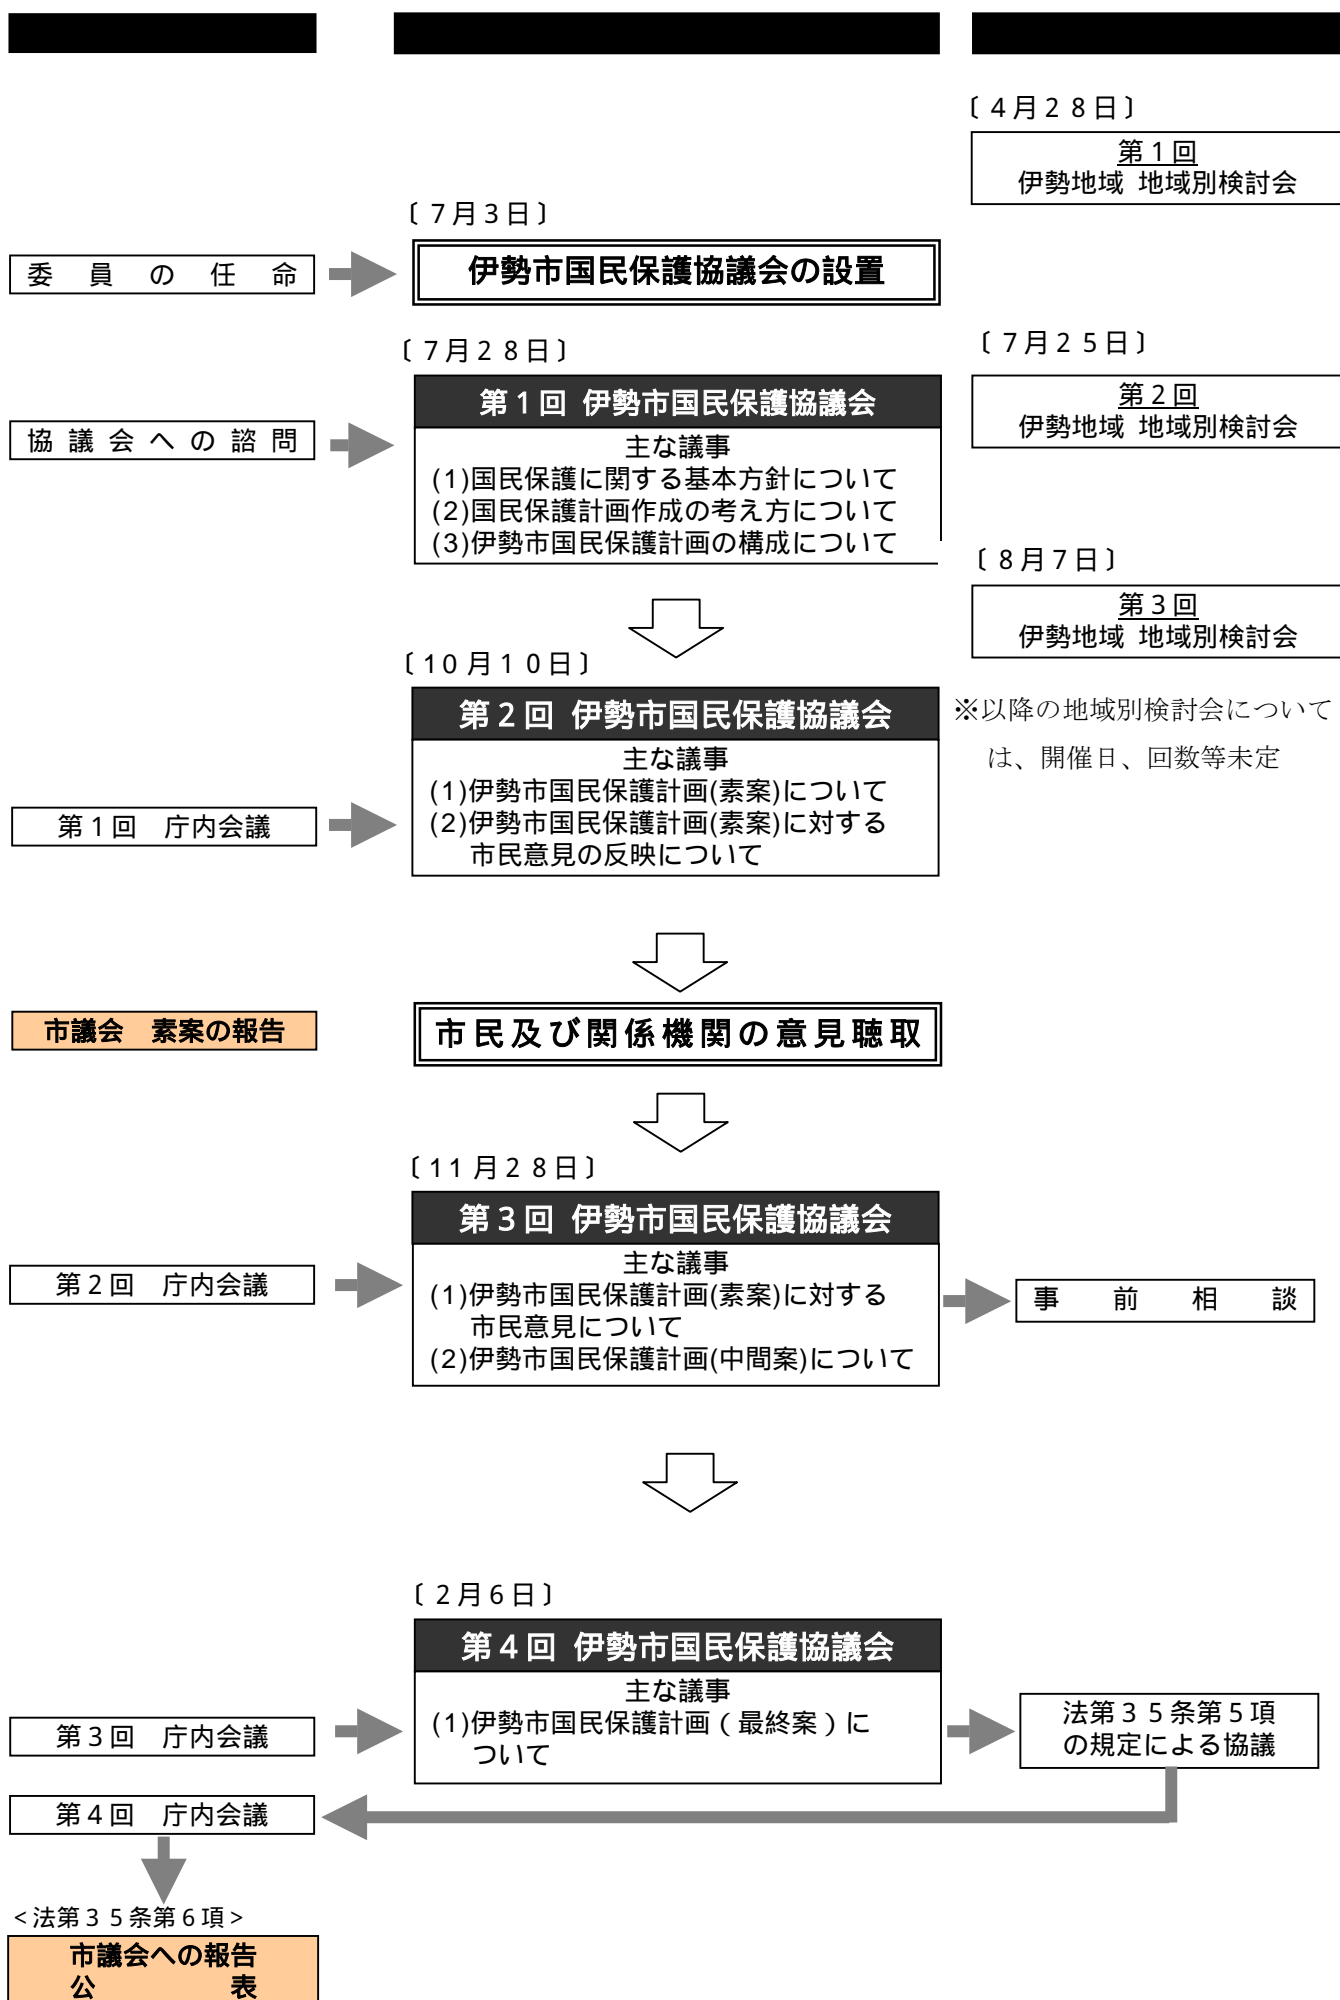 〔４月２８日〕
第１回
伊勢地域 地域別検討会
〔７月３日〕
委員の任命
伊勢市国民保護協議会の設置
〔７月２８日〕
〔７月２５日〕
第１回 伊勢市国民保護協議会
第２回
伊勢地域 地域別検討会
協議会への諮問
主な議事
(1)国民保護に関する基本方針について
(2)国民保護計画作成の考え方について
(3)伊勢市国民保護計画の構成について
〔８月７日〕
第３回
伊勢地域 地域別検討会
〔10月１０日〕
第２回 伊勢市国民保護協議会
※以降の地域別検討会について
は、開催日、回数等未定
主な議事
(1)伊勢市国民保護計画(素案)について
(2)伊勢市国民保護計画(素案)に対する
市民意見の反映について
第１回　庁内会議
市議会　素案の報告
市民及び関係機関の意見聴取
〔11月２８日〕
第３回 伊勢市国民保護協議会
第２回　庁内会議
主な議事
(1)伊勢市国民保護計画(素案)に対する
市民意見について
(2)伊勢市国民保護計画(中間案)について
事前相談
〔２月６日〕
第４回 伊勢市国民保護協議会
主な議事
(1)伊勢市国民保護計画（最終案）に
ついて
第３回　庁内会議
法第３５条第５項
の規定による協議
第４回　庁内会議
<法第３５条第６項>
市議会への報告
公　　　　　表